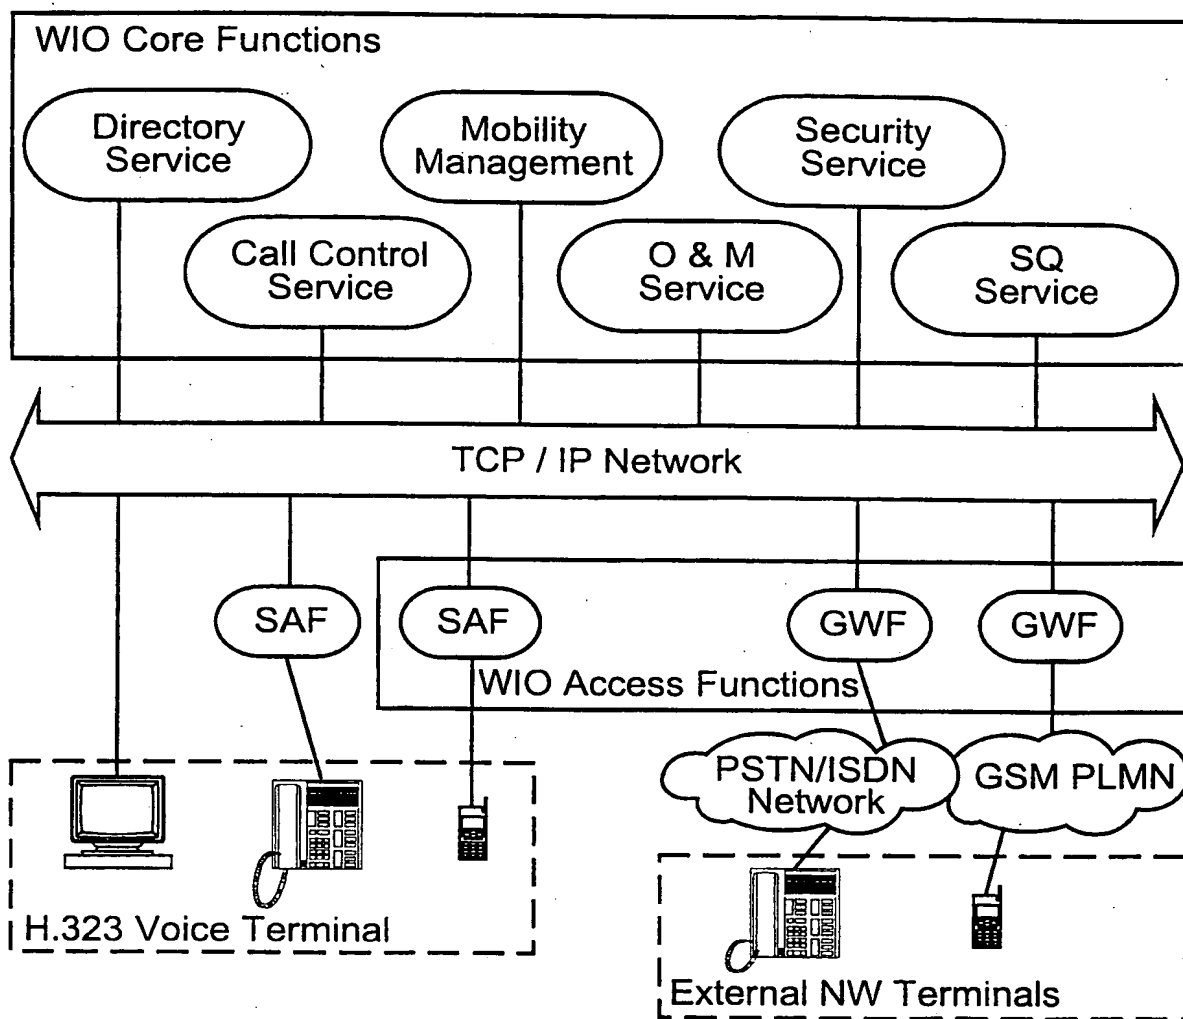 WIO Core Functions
Directory
Service
Mobility
Management
Security
Service
Call Control
Service
O & M
Service
SQ
Service
TCP / IP Network
SAF
SAF
GWF
GWF
WIO Access Functions
PSTN/ISDN
Network
GSM PLMN
H.323 Voice Terminal
External NW Terminals